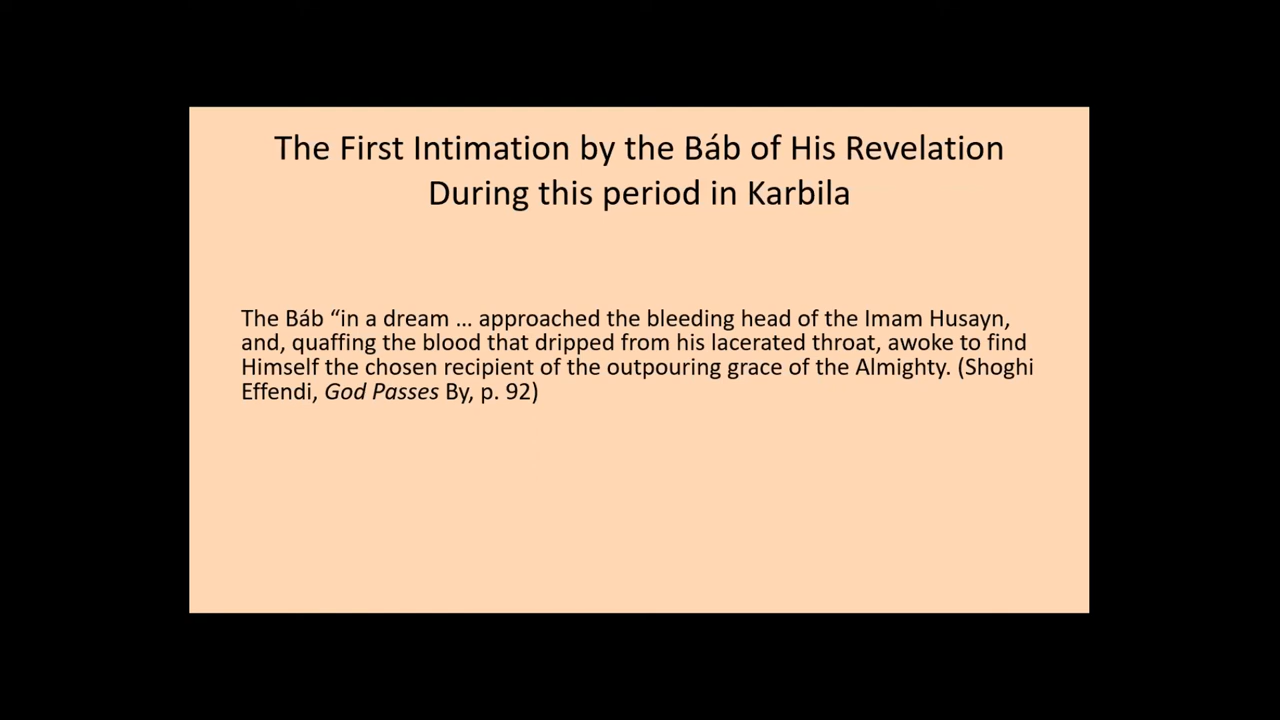 The First Intimation by the Báb of His Revelation
During this period in Karbila
The Báb “in a dream ... approached the bleeding head of the Imam Husayn,
and, quaffing the blood that dripped from his lacerated throat, awoke to find
Himself the chosen recipient of the outpouring grace of the Almighty. (Shoghi
Effendi, God Passes By, p. 92)